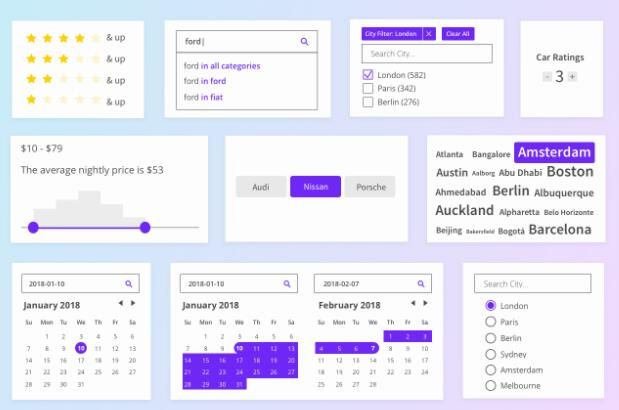 & up
& up
& up
& up
ford
ford in all categories
ford in ford
ford in fiat
City Filter: London X Clear All
Search City...
London (582)
Paris (342)
Berlin (276)
Car Ratings
- 3 +
$10 - $79
The average nightly price is $53
Audi Nissan Porsche
Atlanta Bangalore Amsterdam
Austin Aalborg Abu Dhabi Boston
Ahmedabad Berlin Albuquerque
Auckland Alpharetta Belo Horizonte
Beijing Bakersfield Bogotá Barcelona
2018-01-10
January 2018
Su Mon Tu We Th Fr Sa
1 2 3 4 5 6
7 8 9 10 11 12 13
14 15 16 17 18 19 20
21 22 23 24 25 26 27
28 29 30 31
2018-01-10
January 2018
Su Mon Tu We Th Fr Sa
1 2 3 4 5 6
7 8 9 10 11 12 13
14 15 16 17 18 19 20
21 22 23 24 25 26 27
28 29 30 31
2018-02-07
February 2018
Su Mon Tu We Th Fr Sa
1 2 3
4 5 6 7 8 9 10
11 12 13 14 15 16 17
18 19 20 21 22 23 24
25 26 27 28
Search City...
London
Paris
Berlin
Sydney
Amsterdam
Melbourne